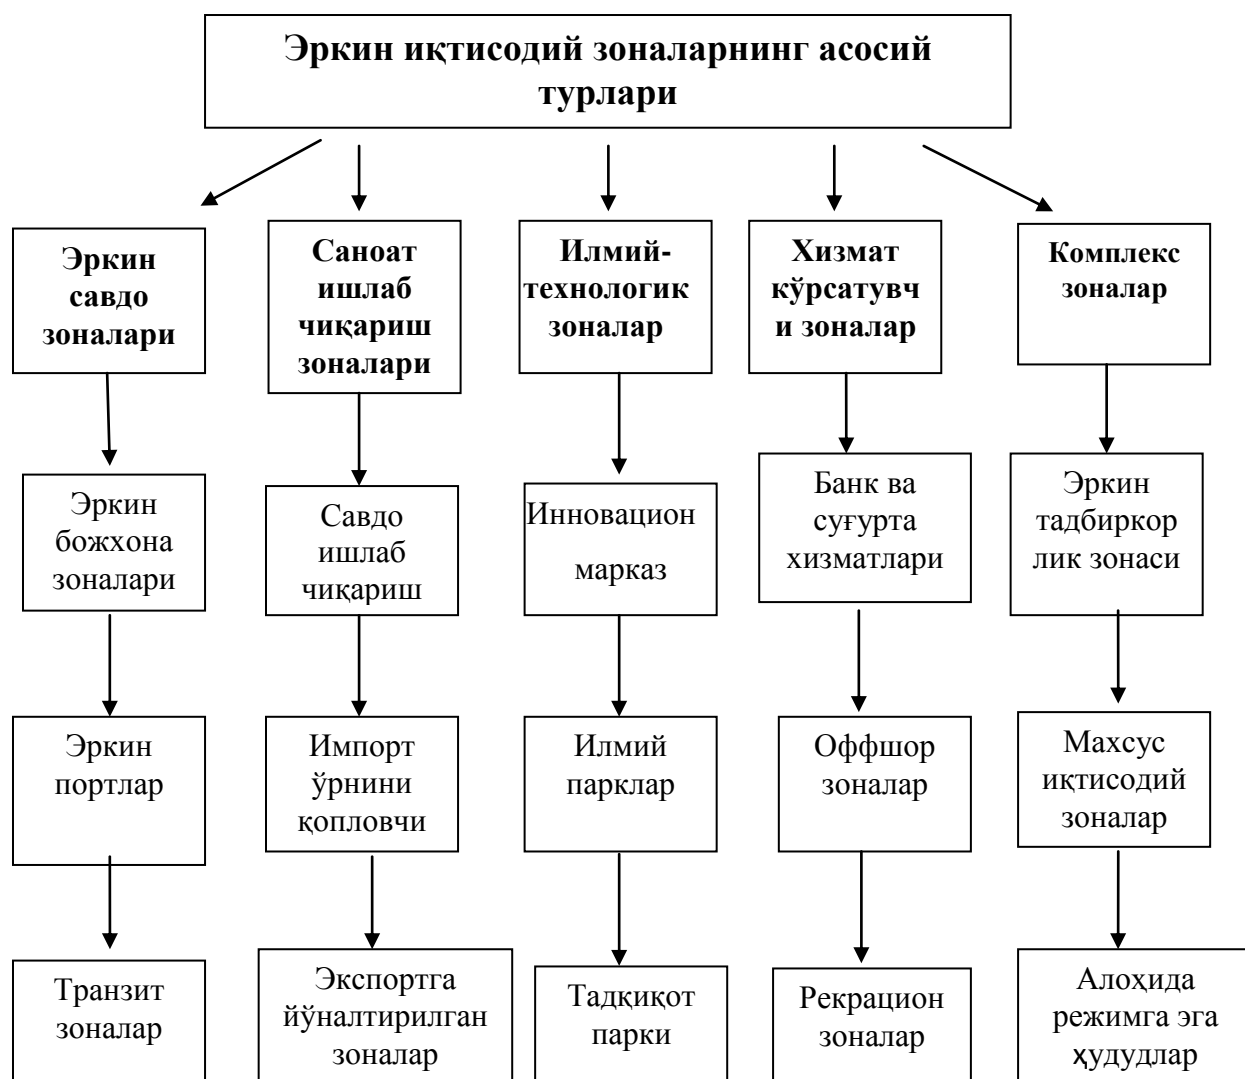 Эркин иқтисодий зоналарнинг асосий
турлари
Эркин
савдо
зоналари
Саноат
ишлаб
чиқариш
зоналари
Илмий-
технологик
зоналар
Хизмат
кўрсатувч
и зоналар
Комплекс
зоналар
Эркин
божхона
зоналари
Савдо
ишлаб
чиқариш
Инновацион
марказ
Банк ва
суғурта
хизматлари
Эркин
тадбиркор
лик зонаси
Эркин
портлар
Импорт
ўрнини
қопловчи
Илмий
парклар
Оффшор
зоналар
Махсус
иқтисодий
зоналар
Транзит
зоналар
Экспортга
йўналтирилган
зоналар
Тадқиқот
парки
Рекрацион
зоналар
Алоҳида
режимга эга
ҳудудлар